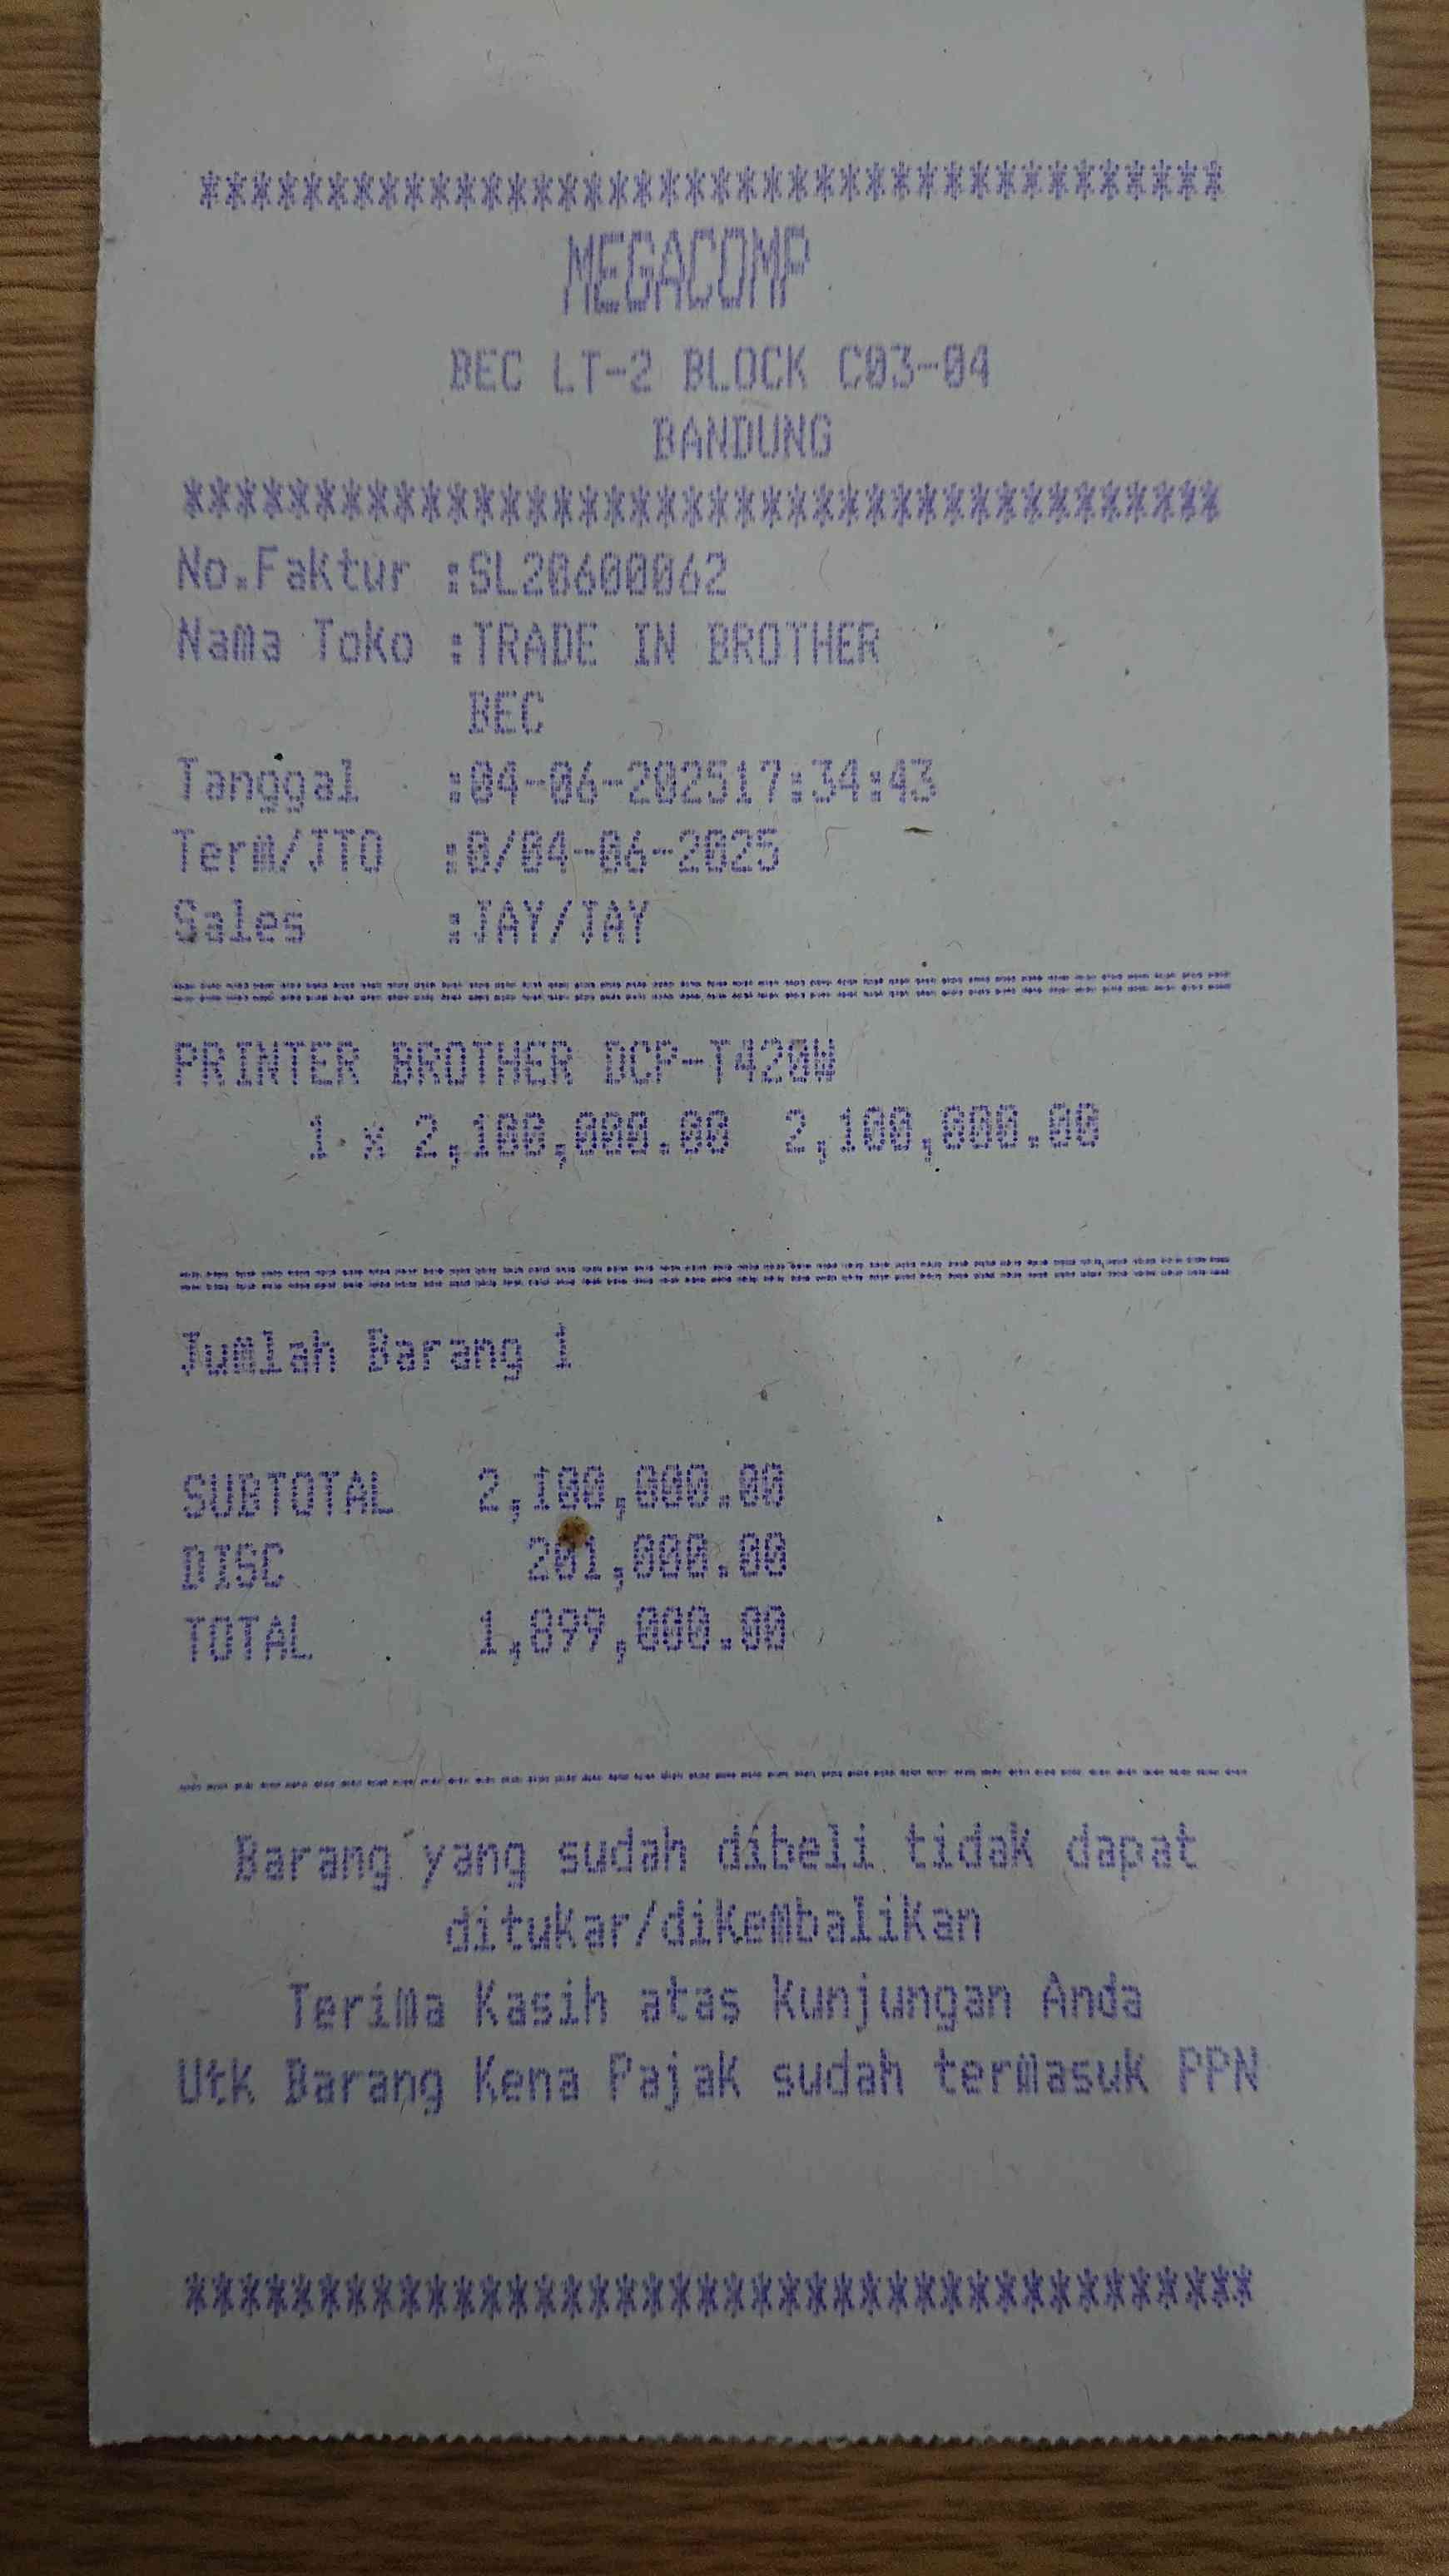 ****************************************
MEGACOMP
BEC LT-2 BLOCK C03-04
BANDUNG
****************************************
No.Faktur :SL20600062
Nama Toko :TRADE IN BROTHER
BEC
Tanggal :04-06-202517:34:43
Term/JTO :0/04-06-2025
Sales :JAY/JAY
========================================
PRINTER BROTHER DCP-T420W
1 x 2,100,000.00 2,100,000.00
========================================
Jumlah Barang 1
SUBTOTAL 2,100,000.00
DISC 201,000.00
TOTAL 1,899,000.00
----------------------------------------
Barang yang sudah dibeli tidak dapat
ditukar/dikembalikan
Terima Kasih atas Kunjungan Anda
Utk Barang Kena Pajak sudah termasuk PPN
****************************************